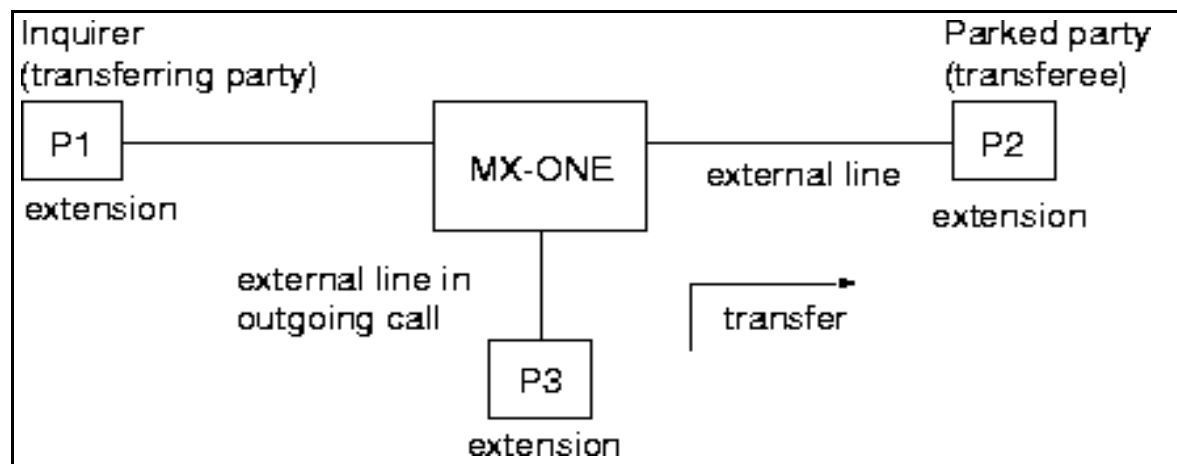 Inquirer
(transferring party)
P1
extension
MX-ONE
Parked party
(transferee)
P2
external line
extension
external line in
outgoing call
transfer
P3
extension